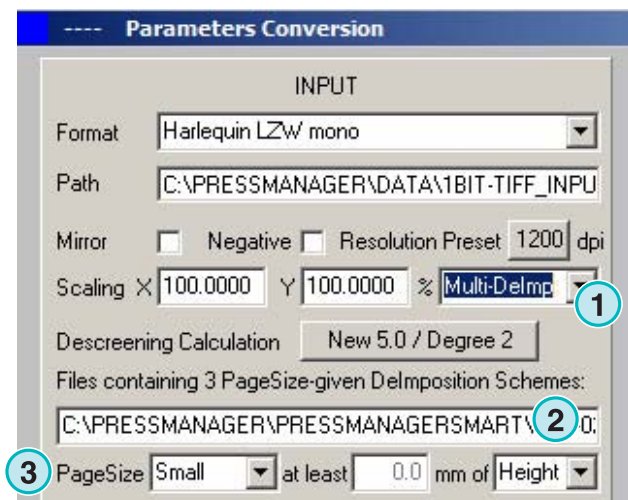 ---- Parameters Conversion
INPUT
Format Harlequin LZW mono
Path C:\PRESSMANAGER\DATA\1BIT-TIFF_INPU
Mirror Negative Resolution Preset 1200 dpi
Scaling X 100.0000 Y 100.0000 % Multi-DeImp 1
Descreening Calculation New 5.0 / Degree 2
Files containing 3 PageSize-given DeImposition Schemes:
C:\PRESSMANAGER\PRESSMANAGERSMART\ 2
3 PageSize Small at least 0.0 mm of Height